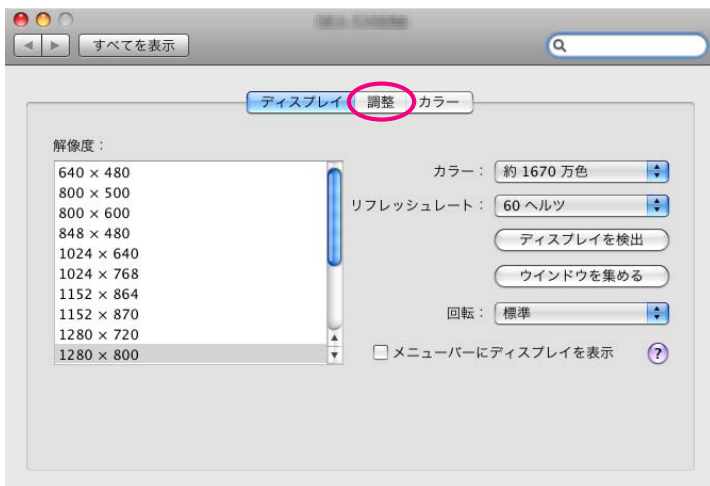 すべてを表示
ディスプレイ 調整 カラー
解像度：
640 × 480
800 × 500
800 × 600
848 × 480
1024 × 640
1024 × 768
1152 × 864
1152 × 870
1280 × 720
1280 × 800
カラー： 約 1670 万色
リフレッシュレート： 60 ヘルツ
ディスプレイを検出
ウインドウを集める
回転： 標準
メニューバーにディスプレイを表示 ?